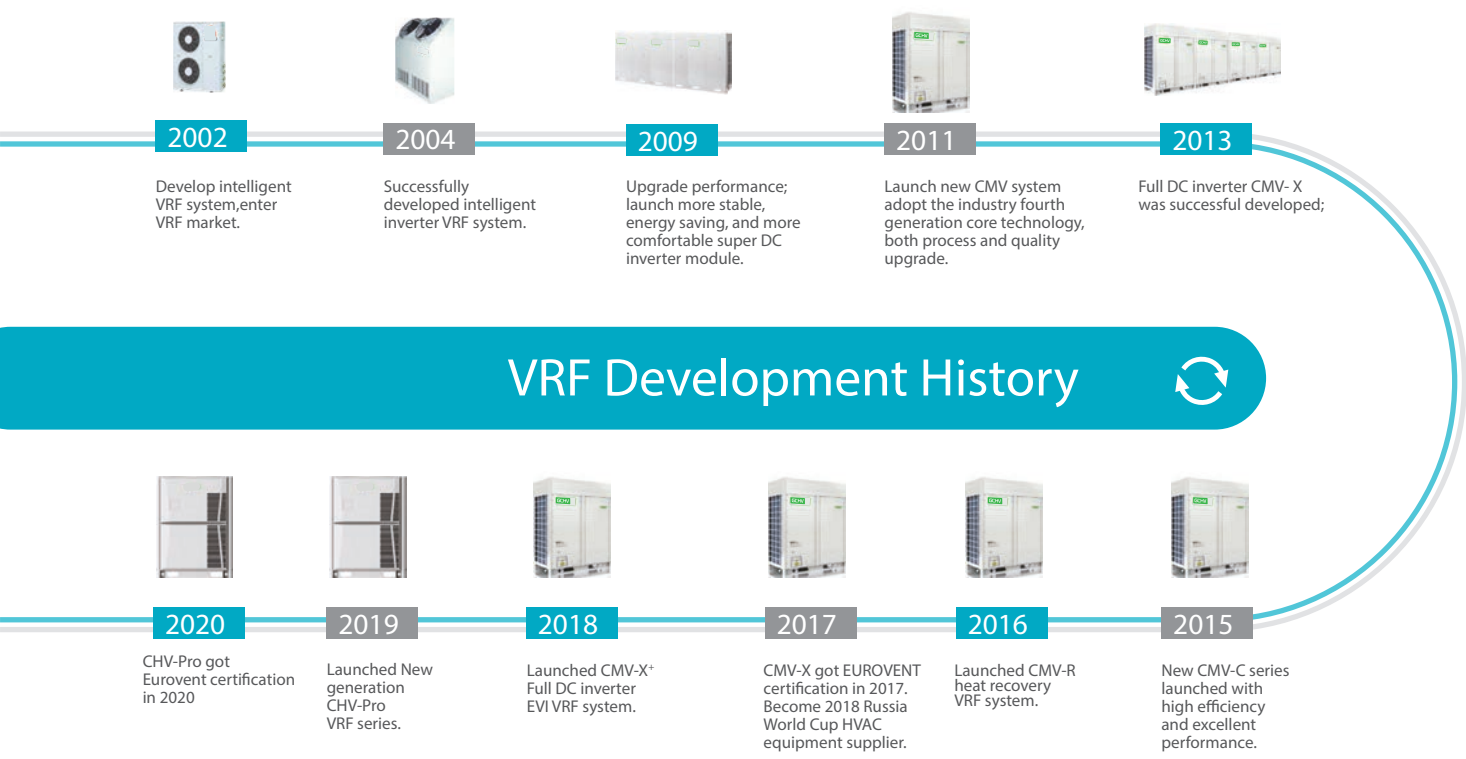 2002
Develop intelligent
VRF system,enter
VRF market.
2004
Successfully
developed intelligent
inverter VRF system.
2009
Upgrade performance;
launch more stable,
energy saving, and more
comfortable super DC
inverter module.
2011
Launch new CMV system
adopt the industry fourth
generation core technology,
both process and quality
upgrade.
2013
Full DC inverter CMV- X
was successful developed;
VRF Development History
2020
CHV-Pro got
Eurovent certification
in 2020
2019
Launched New
generation
CHV-Pro
VRF series.
2018
Launched CMV-X⁺
Full DC inverter
EVI VRF system.
2017
CMV-X got EUROVENT
certification in 2017.
Become 2018 Russia
World Cup HVAC
equipment supplier.
2016
Launched CMV-R
heat recovery
VRF system.
2015
New CMV-C series
launched with
high efficiency
and excellent
performance.